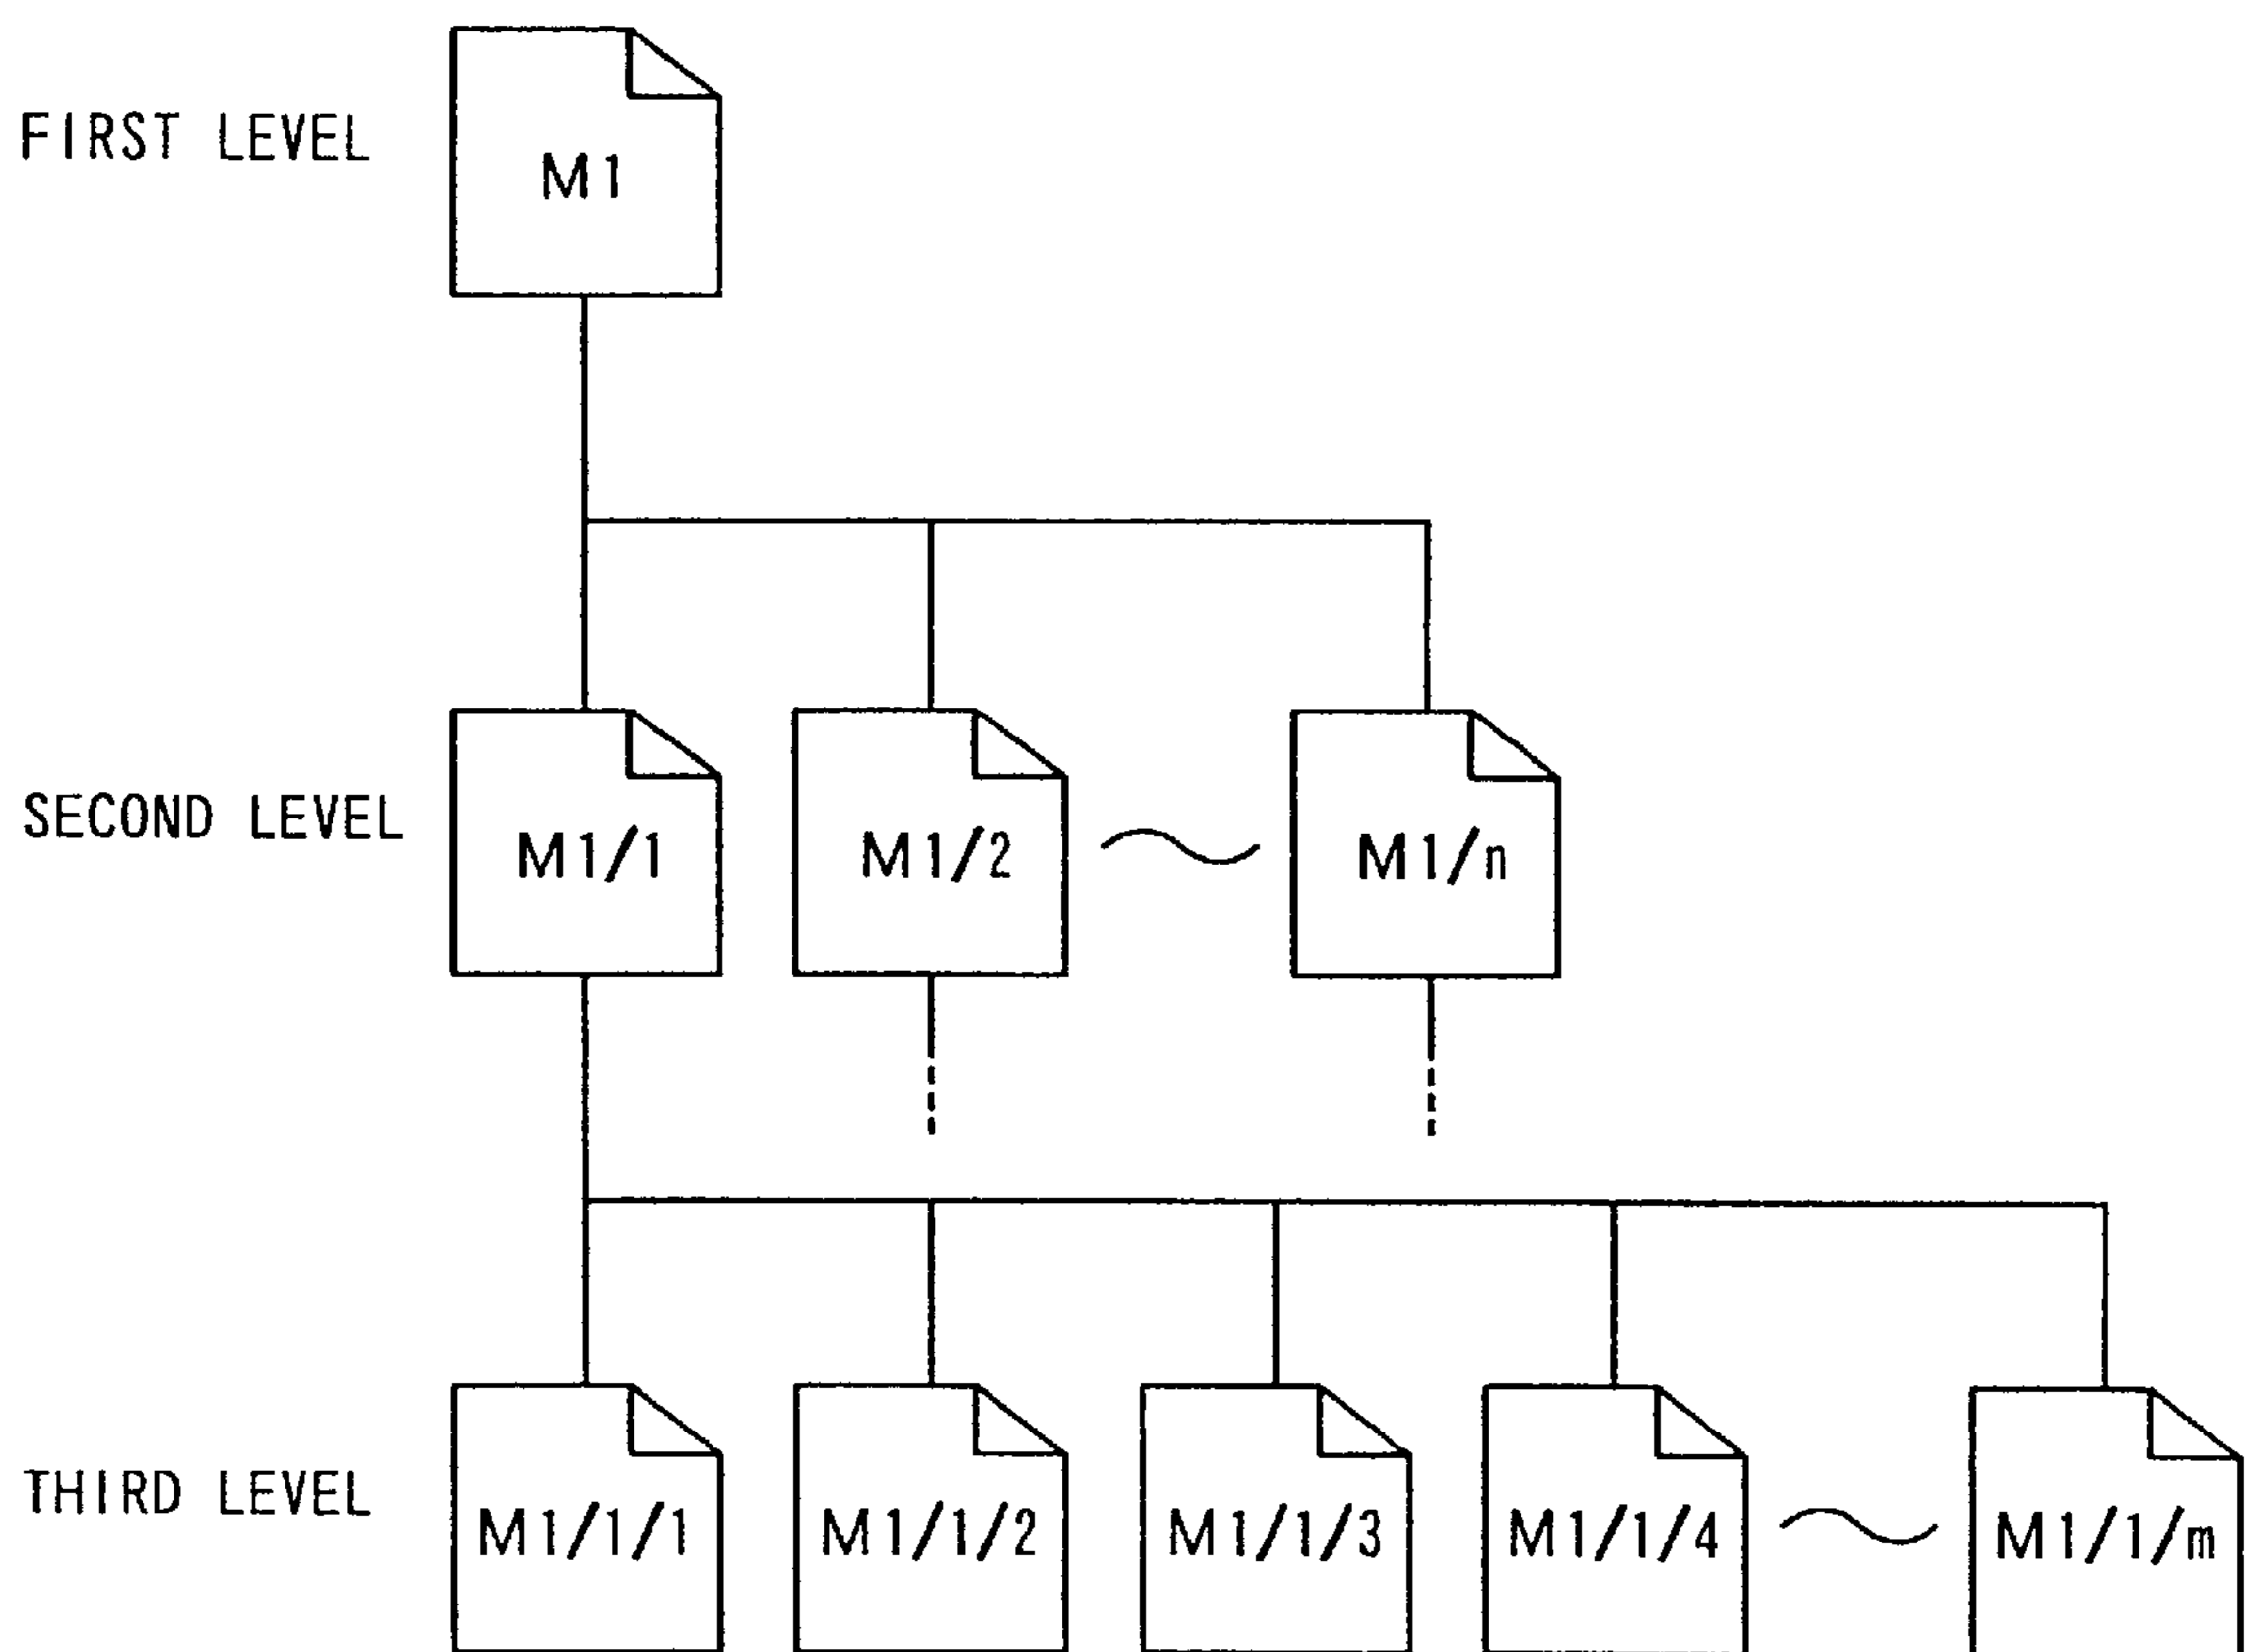 FIRST LEVEL
M1
SECOND LEVEL
M1/1
M1/2
M1/n
THIRD LEVEL
M1/1/1
M1/1/2
M1/1/3
M1/1/4
M1/1/m